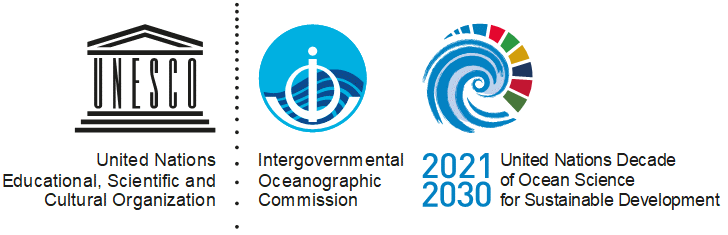 UNESCO
United Nations
Educational, Scientific and
Cultural Organization
Intergovernmental
Oceanographic
Commission
2021
2030
United Nations Decade
of Ocean Science
for Sustainable Development